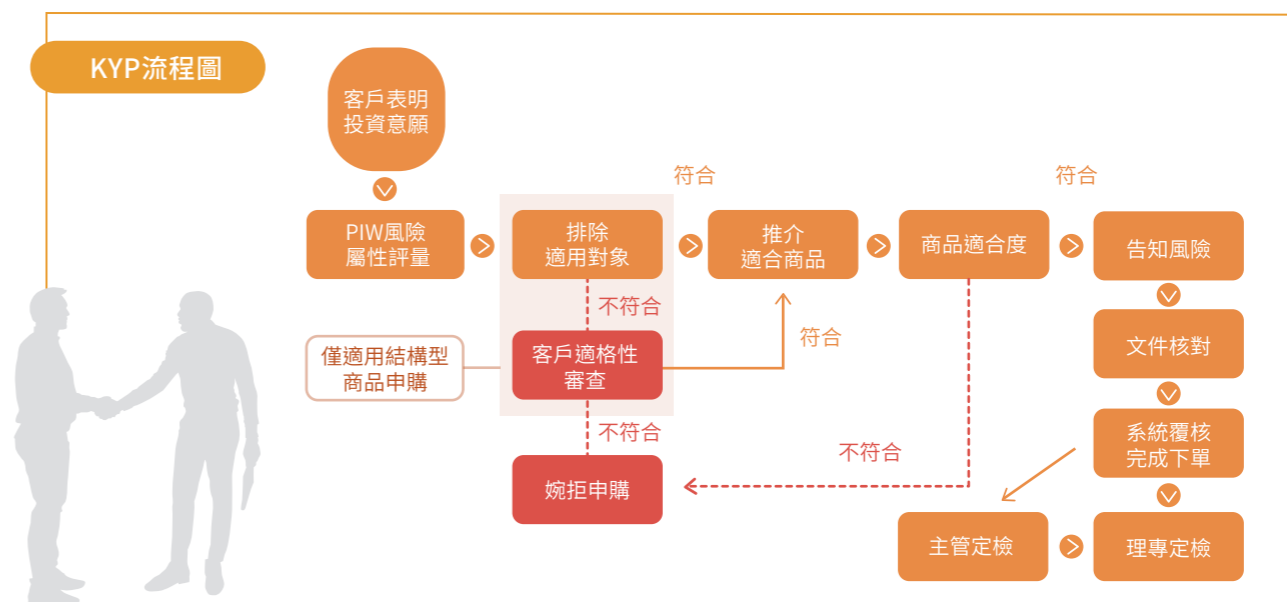 KYP流程圖
客戶表明
投資意願
符合
符合
PIW風險
屬性評量
排除
適用對象
推介
適合商品
商品適合度
告知風險
不符合
僅適用結構型
商品申購
客戶適格性
審查
符合
文件核對
不符合
不符合
系統覆核
完成下單
婉拒申購
主管定檢
理專定檢